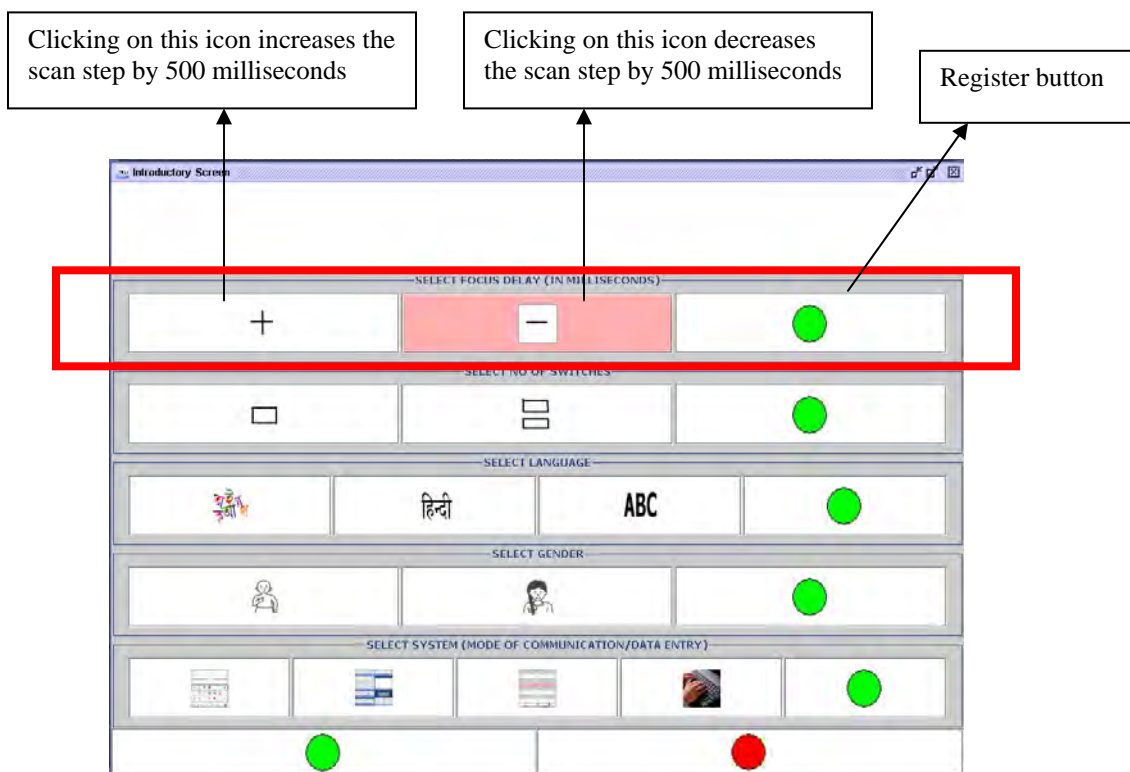 Clicking on this icon increases the
scan step by 500 milliseconds
Clicking on this icon decreases
the scan step by 500 milliseconds
Register button
Introductory Screen
SELECT FOCUS DELAY (IN MILLISECONDS)
+
−
SELECT NO OF SWITCHES
SELECT LANGUAGE
हिन्दी
ABC
SELECT GENDER
SELECT SYSTEM (MODE OF COMMUNICATION/DATA ENTRY)